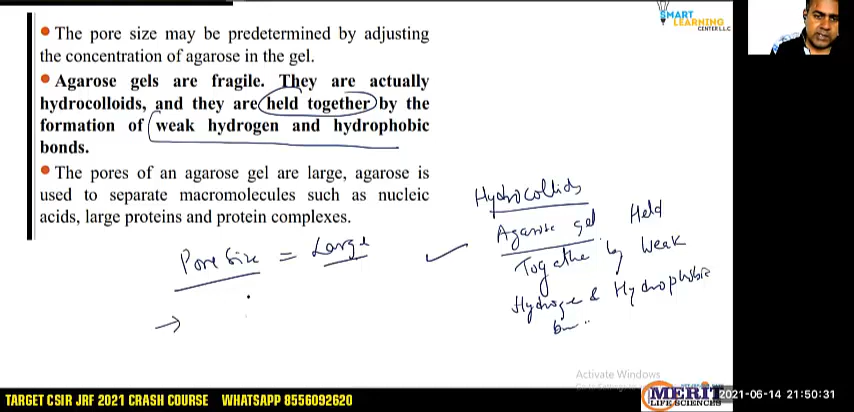 SMART
LEARNING
CENTER LLC
• The pore size may be predetermined by adjusting
the concentration of agarose in the gel.
• Agarose gels are fragile. They are actually
hydrocolloids, and they are held together by the
formation of weak hydrogen and hydrophobic
bonds.
• The pores of an agarose gel are large, agarose is
used to separate macromolecules such as nucleic
acids, large proteins and protein complexes.
Pore Size = Large
Hydrocollids
Agarose gel Held
Together by Weak
Hydrogen & Hydrophobic
Activate Windows
MERIT
LIFE SCIENCES
2021-06-14 21:50:31
TARGET CSIR JRF 2021 CRASH COURSE WHATSAPP 8556092620